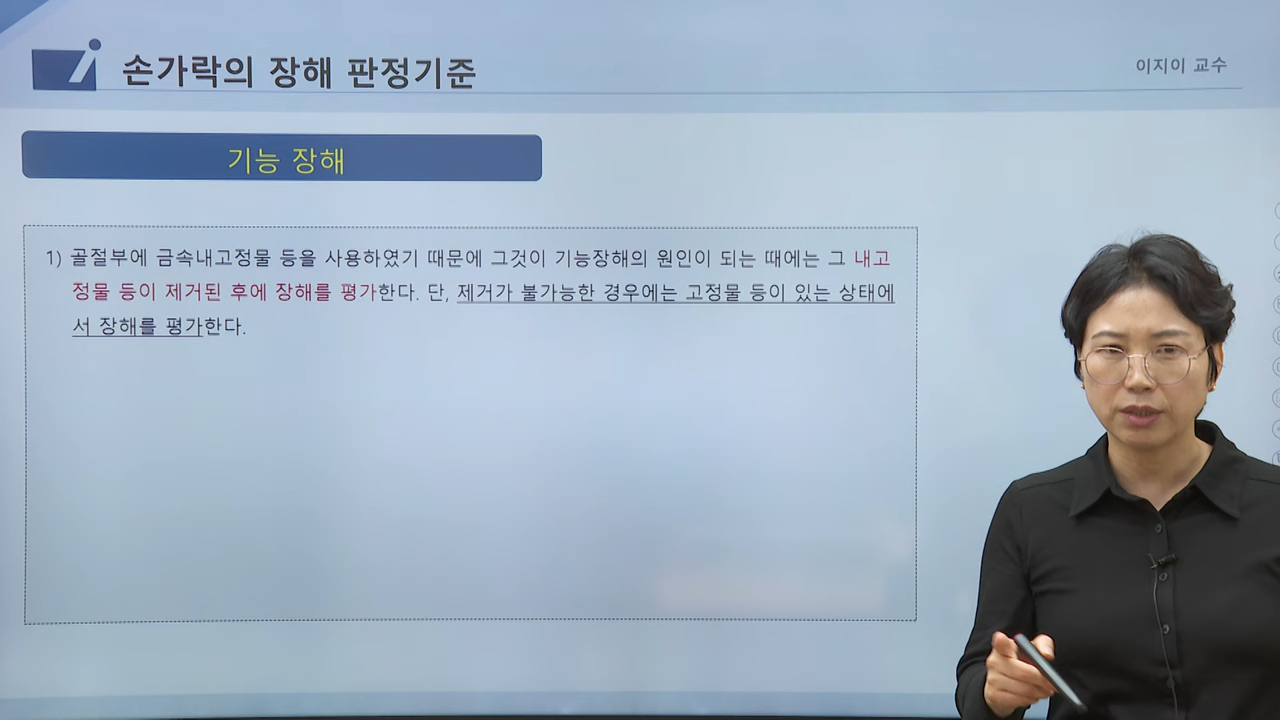 손가락의 장해 판정기준
이지이 교수
기능 장해
1) 골절부에 금속내고정물 등을 사용하였기 때문에 그것이 기능장해의 원인이 되는 때에는 그 내고
정물 등이 제거된 후에 장해를 평가한다. 단, 제거가 불가능한 경우에는 고정물 등이 있는 상태에
서 장해를 평가한다.